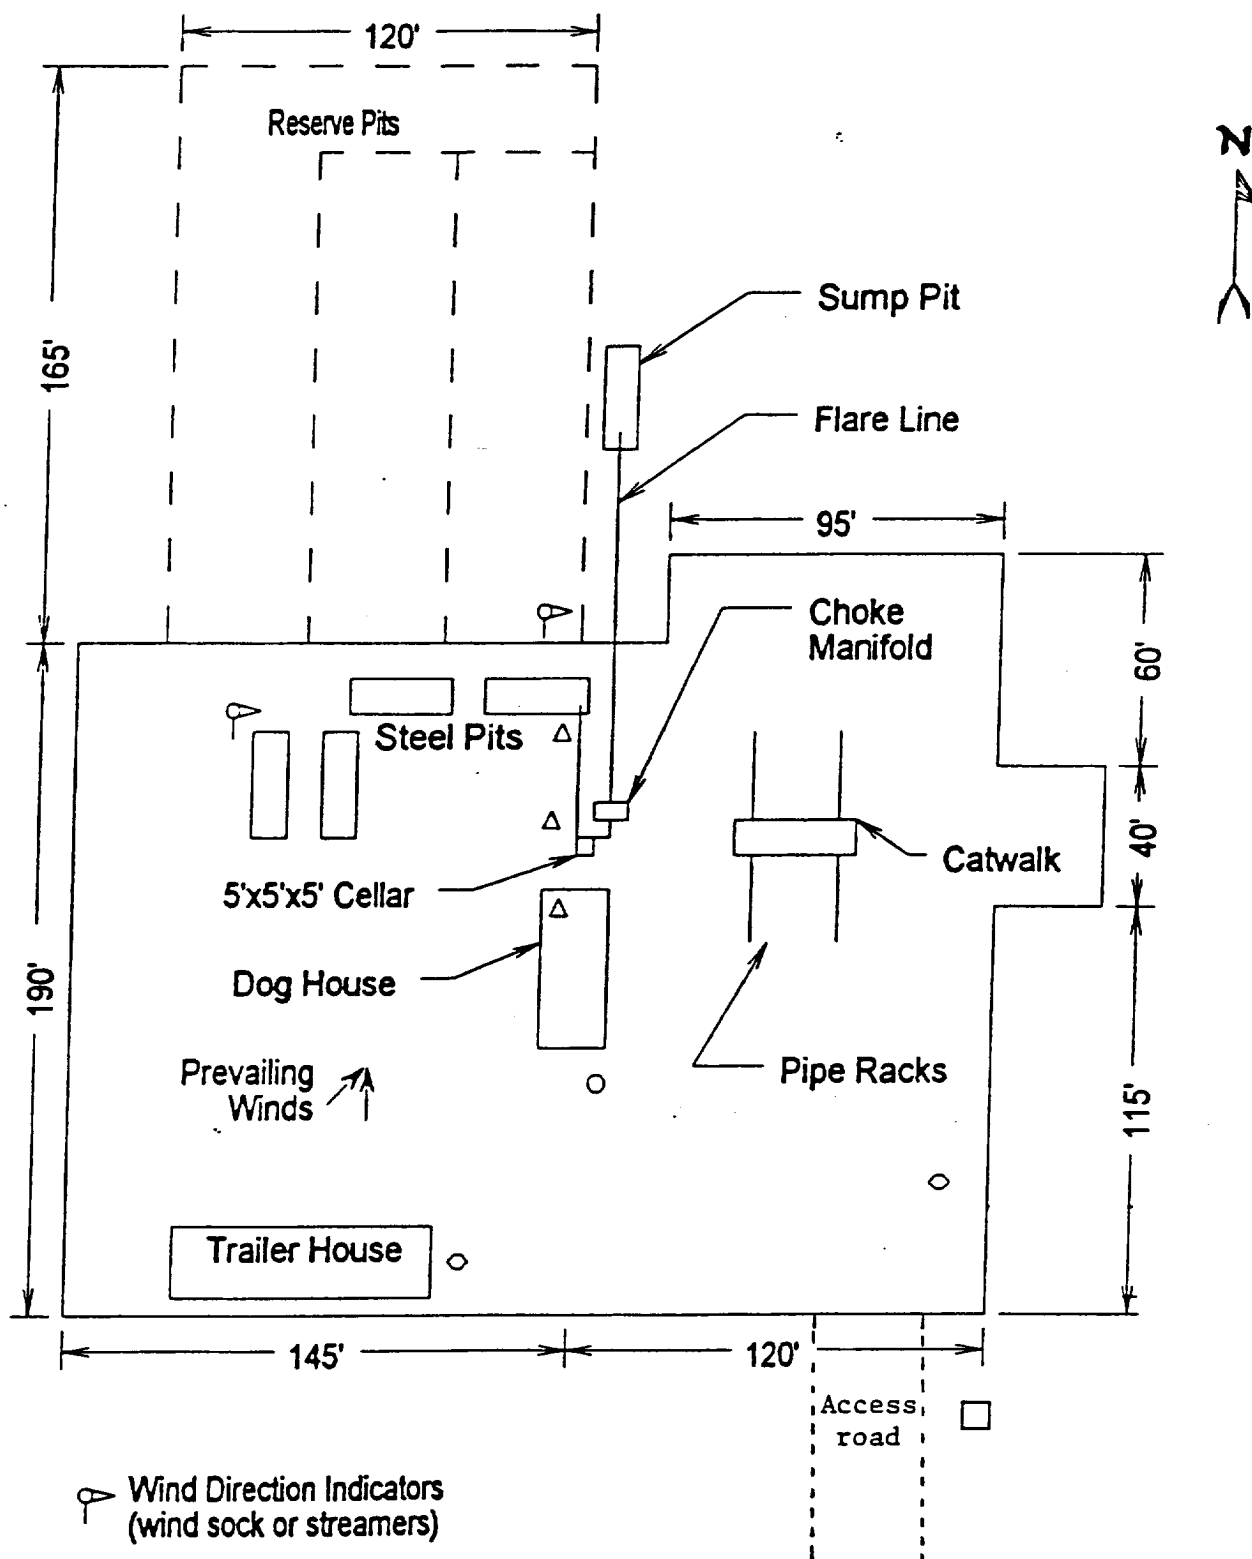 120'
Reserve Pits
N
Sump Pit
165'
Flare Line
95'
Choke
Manifold
60'
Steel Pits
40'
Catwalk
5'x5'x5' Cellar
Dog House
190'
Prevailing
Winds
Pipe Racks
115'
Trailer House
145'
120'
Access
road
Wind Direction Indicators
(wind sock or streamers)